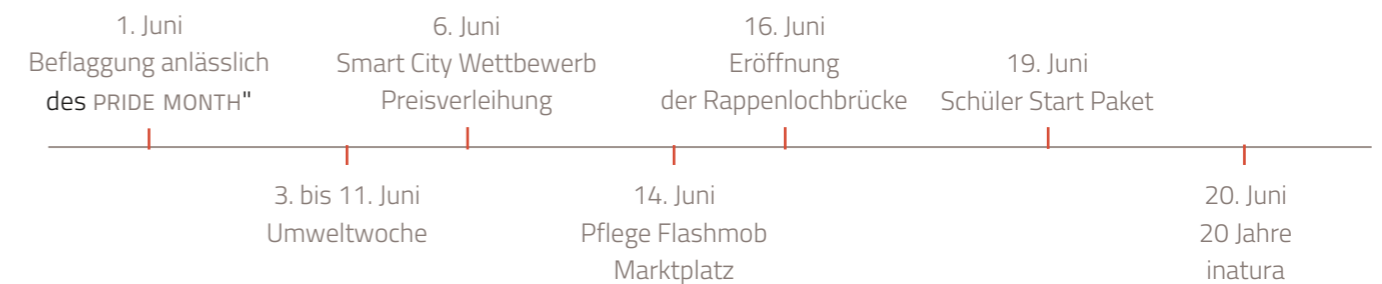 1. Juni
Beflaggung anlässlich
des PRIDE MONTH"
3. bis 11. Juni
Umweltwoche
6. Juni
Smart City Wettbewerb
Preisverleihung
14. Juni
Pflege Flashmob
Marktplatz
16. Juni
Eröffnung
der Rappenlochbrücke
19. Juni
Schüler Start Paket
20. Juni
20 Jahre
inatura